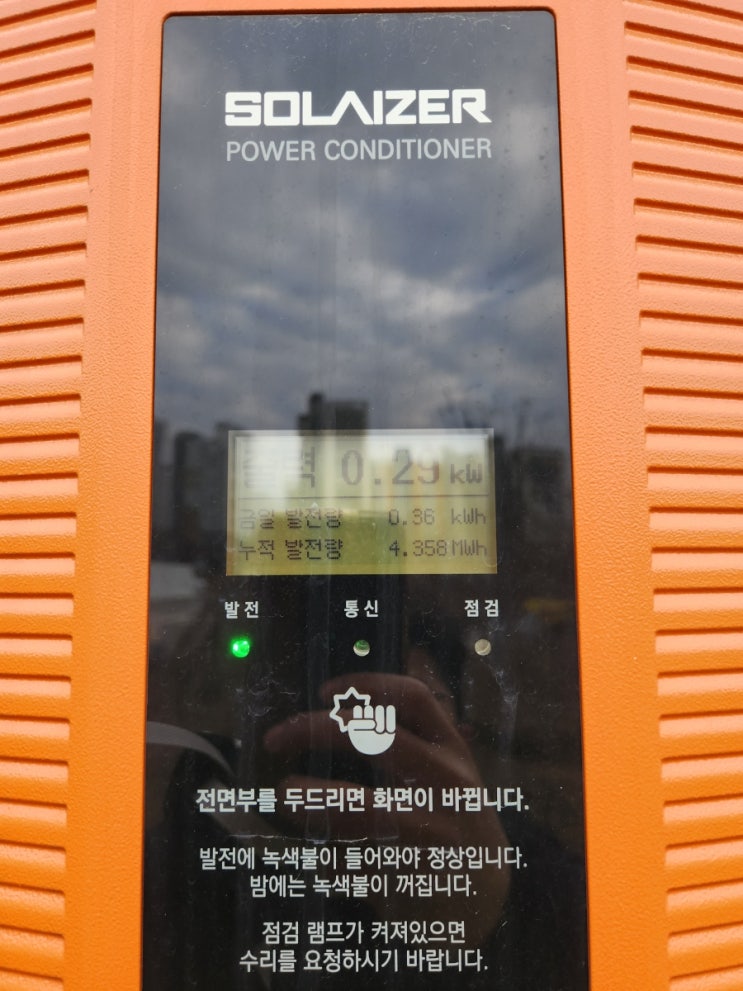 SOLAIZER
POWER CONDITIONER
출력 0.29 kW
금일 발전량 0.36 kWh
누적 발전량 4.358 MWh
발전 통신 점검
전면부를 두드리면 화면이 바뀝니다.
발전에 녹색불이 들어와야 정상입니다.
밤에는 녹색불이 꺼집니다.
점검 램프가 켜져있으면
수리를 요청하시기 바랍니다.